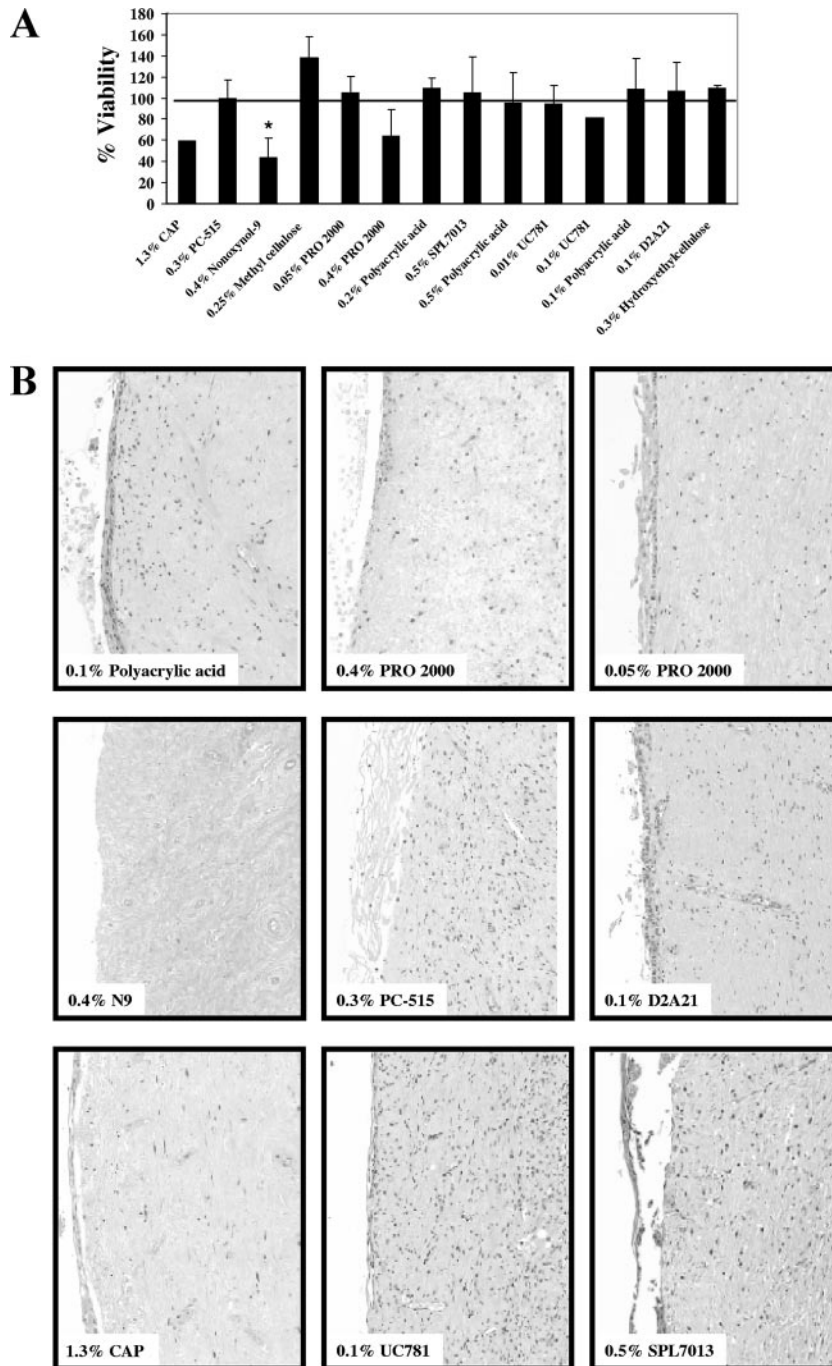 A
% Viability
180
160
140
120
100
80
60
40
20
0
*
1.3% CAP
0.3% PC-515
0.4% Nonoxynol-9
0.25% Methyl cellulose
0.05% PRO 2000
0.4% PRO 2000
0.2% Polyacrylic acid
0.5% SPL7013
0.5% Polyacrylic acid
0.01% UC781
0.1% UC781
0.1% Polyacrylic acid
0.1% D2A21
0.3% Hydroxyethylcellulose
B
0.1% Polyacrylic acid
0.4% PRO 2000
0.05% PRO 2000
0.4% N9
0.3% PC-515
0.1% D2A21
1.3% CAP
0.1% UC781
0.5% SPL7013